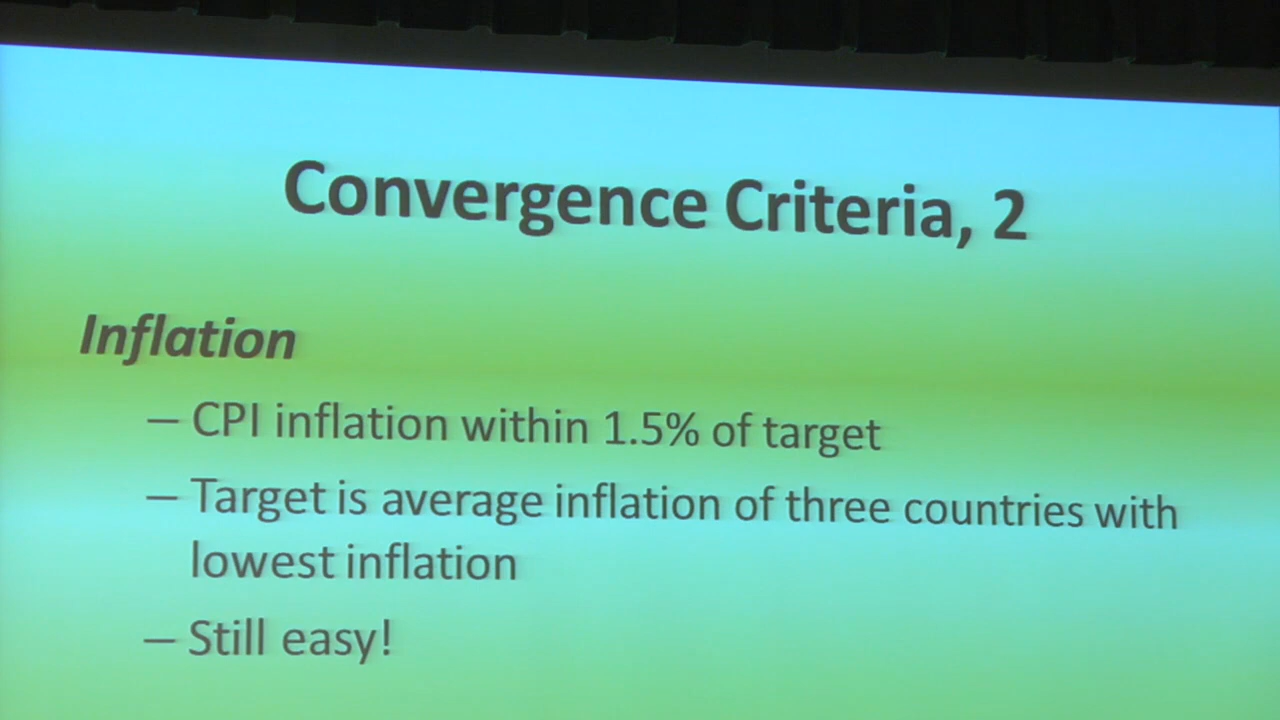 Convergence Criteria, 2
Inflation
– CPI inflation within 1.5% of target
– Target is average inflation of three countries with
lowest inflation
– Still easy!